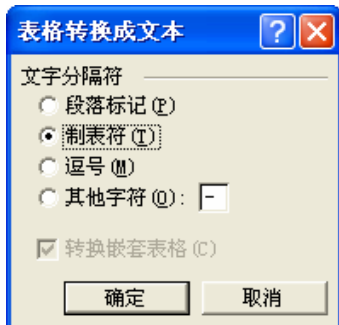 表格转换成文本
文字分隔符
段落标记(P)
制表符(T)
逗号(M)
其他字符(O): -
转换嵌套表格(C)
确定 取消